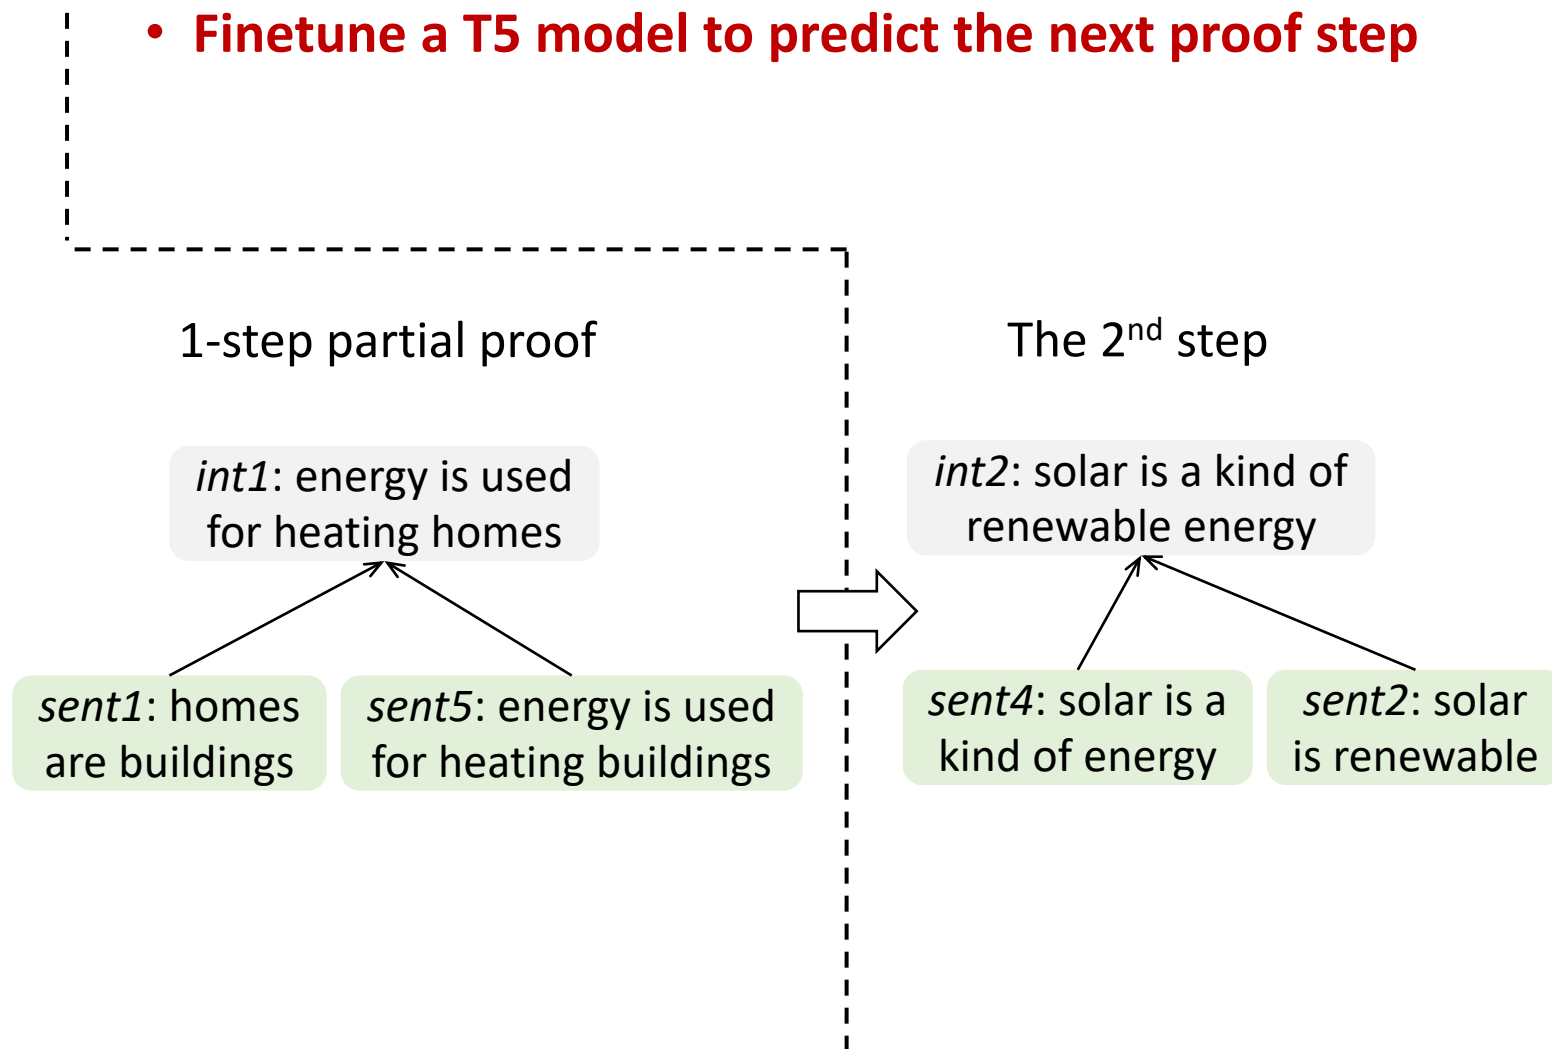 • Finetune a T5 model to predict the next proof step
1-step partial proof
int1: energy is used
for heating homes
sent1: homes
are buildings
sent5: energy is used
for heating buildings
The 2nd step
int2: solar is a kind of
renewable energy
sent4: solar is a
kind of energy
sent2: solar
is renewable